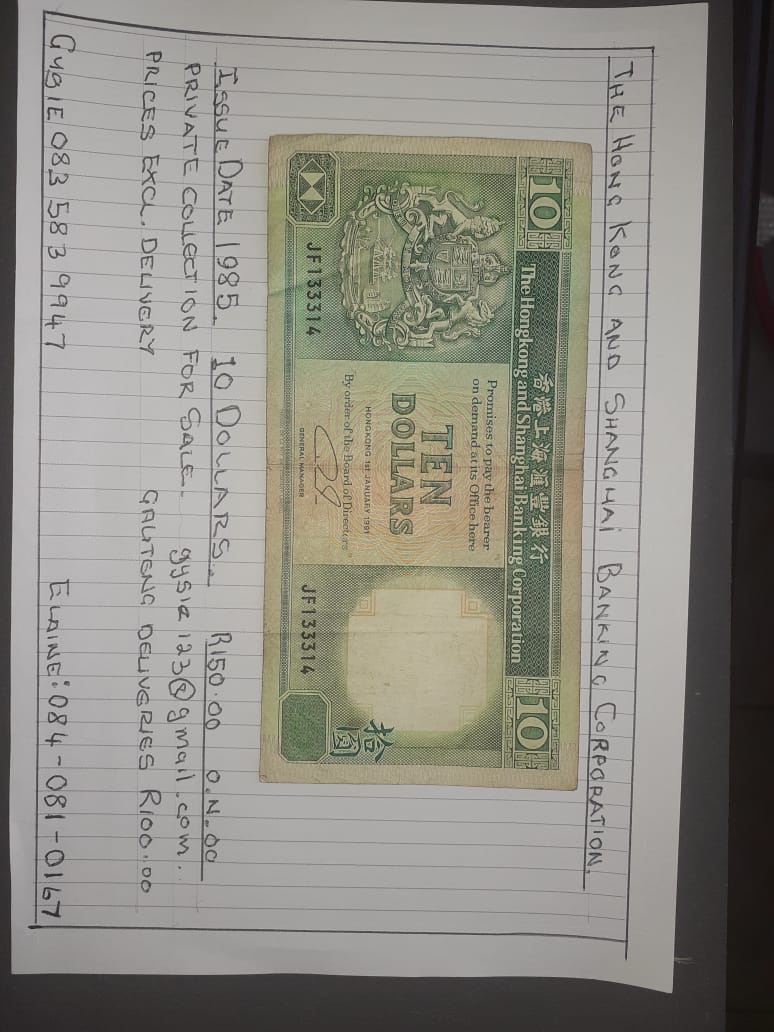 THE HONG KONG AND SHANGHAI BANKING CORPORATION.
10
香港上海滙豐銀行
The Hongkong and Shanghai Banking Corporation
10
Promises to pay the bearer
on demand at its Office here
TEN
DOLLARS
HONG KONG 1ST JANUARY 1991
By order of the Board of Directors
GENERAL MANAGER
JF133314
JF133314
拾圓
ISSUE DATE 1985. 10 DOLLARS. R150.00 O.N.OO
PRIVATE COLLECTION FOR SALE. gysie123@gmail.com.
PRICES EXCL. DELIVERY GAUTENG DELIVERIES R100.00
GYSIE 083 583 9947 ELAINE: 084-081-0167